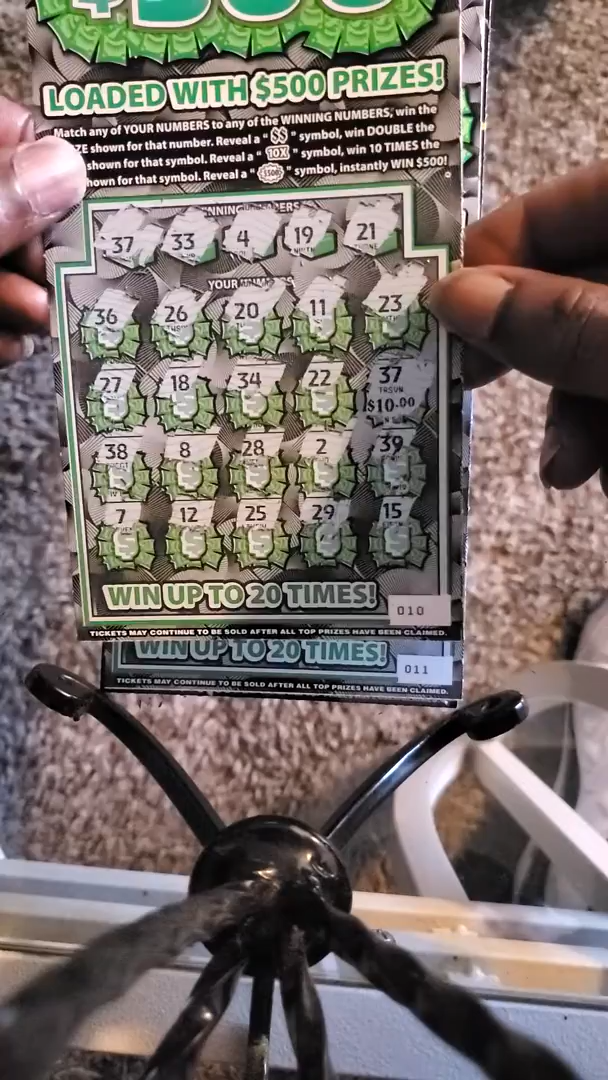 LOADED WITH $500 PRIZES!
Match any of YOUR NUMBERS to any of the WINNING NUMBERS, win the
shown for that number. Reveal a "$$" symbol, win DOUBLE the
shown for that symbol. Reveal a "10X" symbol, win 10 TIMES the
shown for that symbol. Reveal a "$500" symbol, instantly WIN $500!
37 33 4 19 21
YOUR NUMBERS
36 26 20 11 23
27 18 34 22 37
$10.00
38 8 28 2 39
7 12 25 29 15
WIN UP TO 20 TIMES!
010
TICKETS MAY CONTINUE TO BE SOLD AFTER ALL TOP PRIZES HAVE BEEN CLAIMED.
WIN UP TO 20 TIMES!
011
TICKETS MAY CONTINUE TO BE SOLD AFTER ALL TOP PRIZES HAVE BEEN CLAIMED.